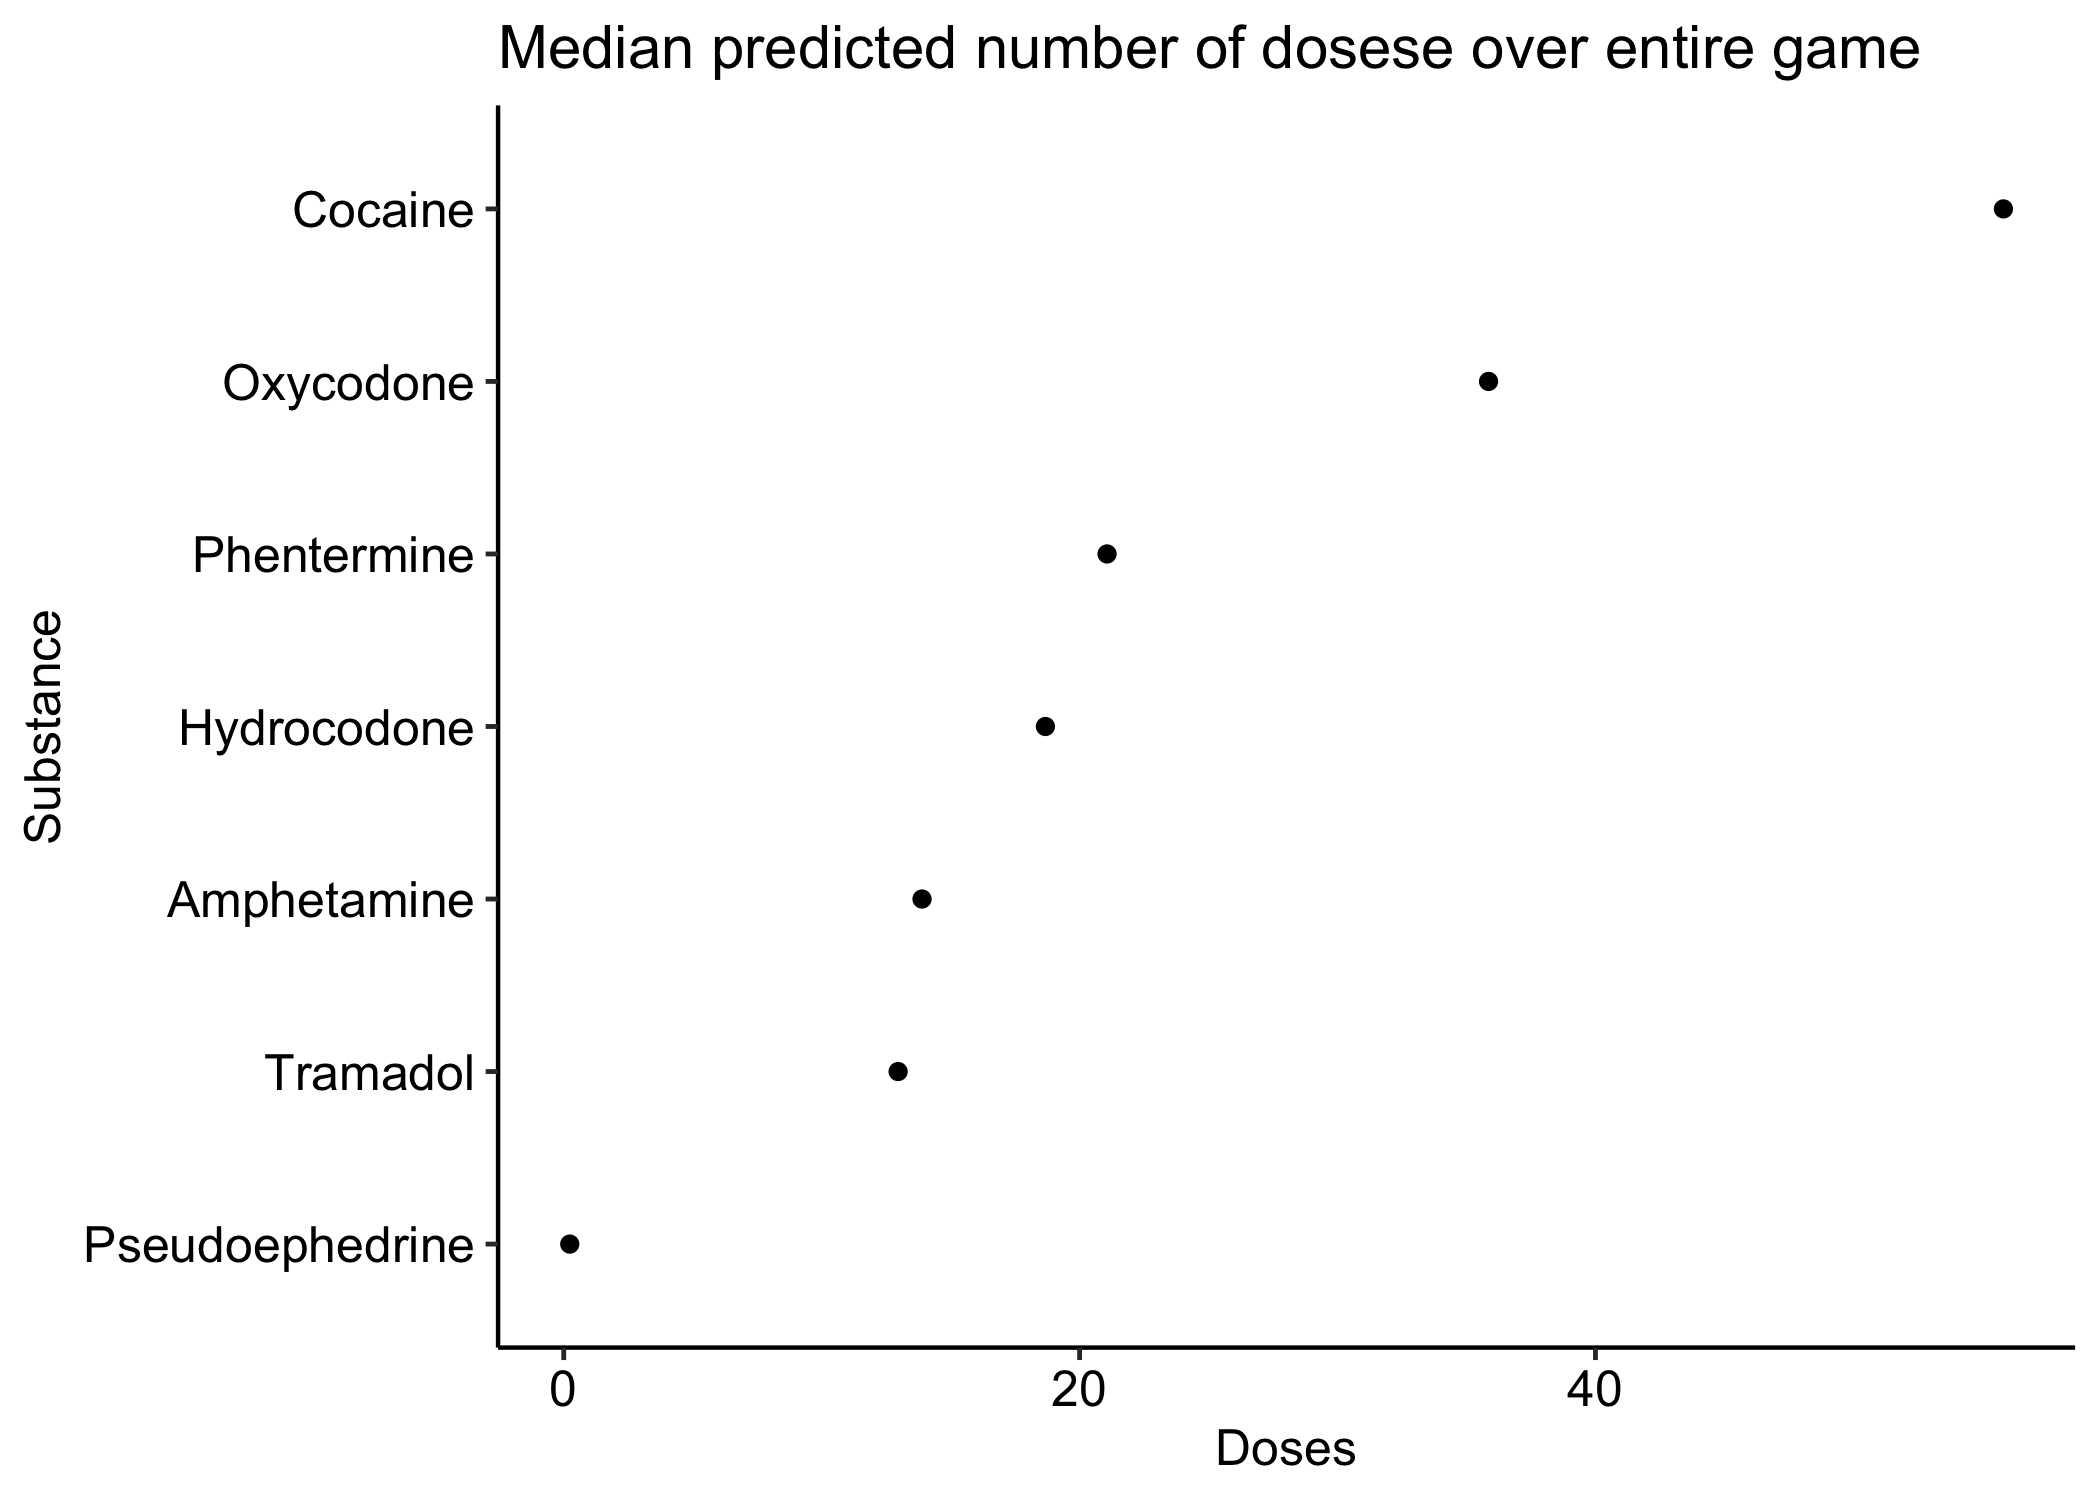 Median predicted number of dosese over entire game
Substance
Cocaine
Oxycodone
Phentermine
Hydrocodone
Amphetamine
Tramadol
Pseudoephedrine
0 20 40
Doses